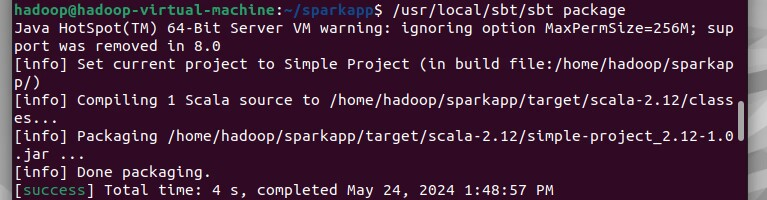 hadoop@hadoop-virtual-machine:~/sparkapp$ /usr/local/sbt/sbt package
Java HotSpot(TM) 64-Bit Server VM warning: ignoring option MaxPermSize=256M; sup
port was removed in 8.0
[info] Set current project to Simple Project (in build file:/home/hadoop/sparkap
p/)
[info] Compiling 1 Scala source to /home/hadoop/sparkapp/target/scala-2.12/class
es...
[info] Packaging /home/hadoop/sparkapp/target/scala-2.12/simple-project_2.12-1.0
.jar ...
[info] Done packaging.
[success] Total time: 4 s, completed May 24, 2024 1:48:57 PM